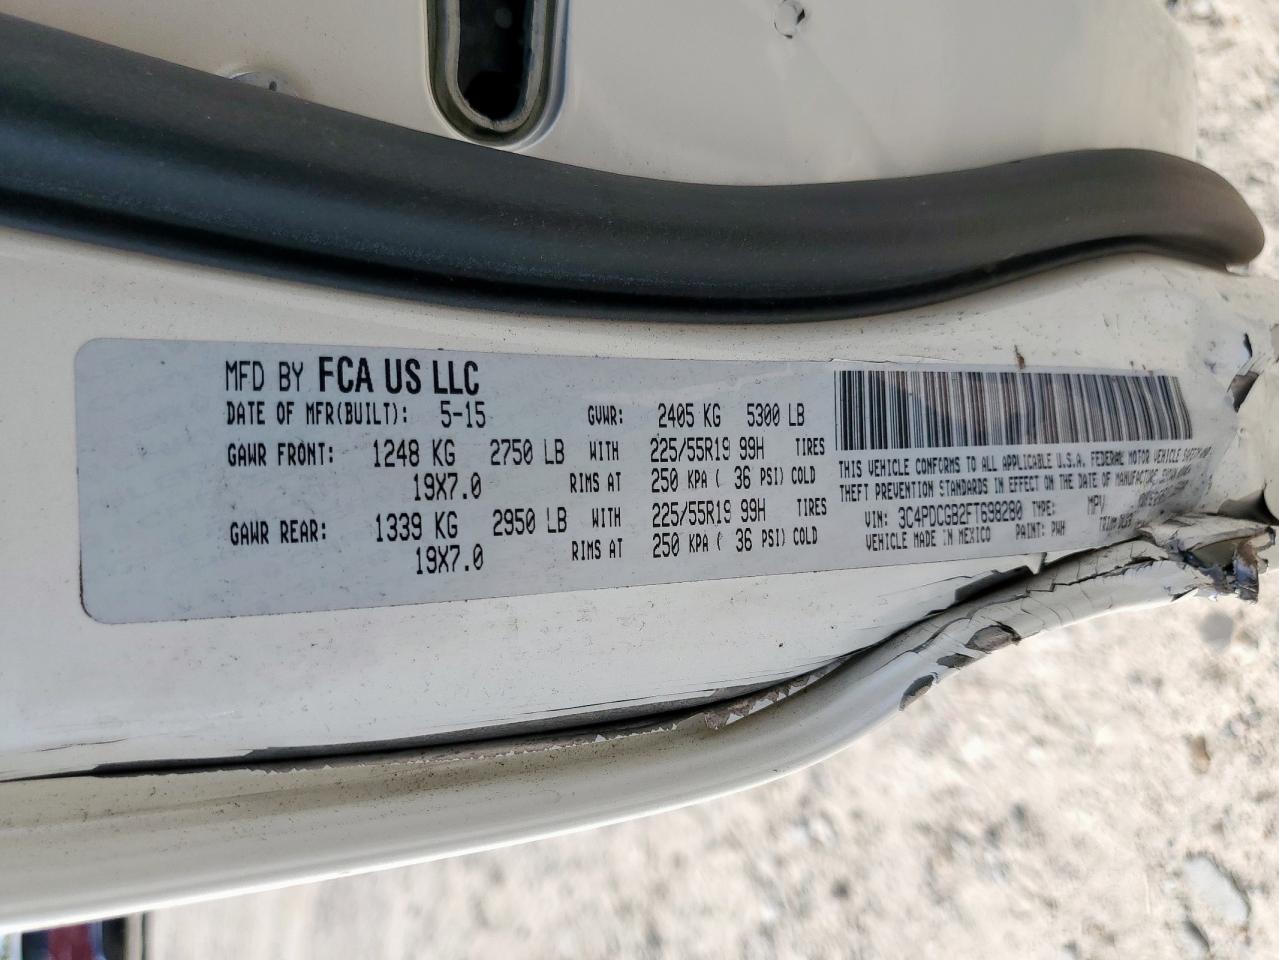 MFD BY FCA US LLC
DATE OF MFR(BUILT): 5-15 GVWR: 2405 KG 5300 LB
GAWR FRONT: 1248 KG 2750 LB WITH 225/55R19 99H TIRES
19X7.0 RIMS AT 250 KPA ( 36 PSI) COLD
GAWR REAR: 1339 KG 2950 LB WITH 225/55R19 99H TIRES
19X7.0 RIMS AT 250 KPA ( 36 PSI) COLD
THIS VEHICLE CONFORMS TO ALL APPLICABLE U.S.A. FEDERAL MOTOR VEHICLE SAFETY AND
THEFT PREVENTION STANDARDS IN EFFECT ON THE DATE OF MANUFACTURE
VIN: 3C4PDCGB2FT698280 TYPE: MPV
VEHICLE MADE IN MEXICO PAINT: PWH TRIM: